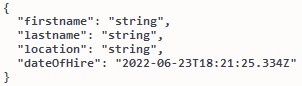 {
  "firstname": "string",
  "lastname": "string",
  "location": "string",
  "dateOfHire": "2022-06-23T18:21:25.334Z"
}